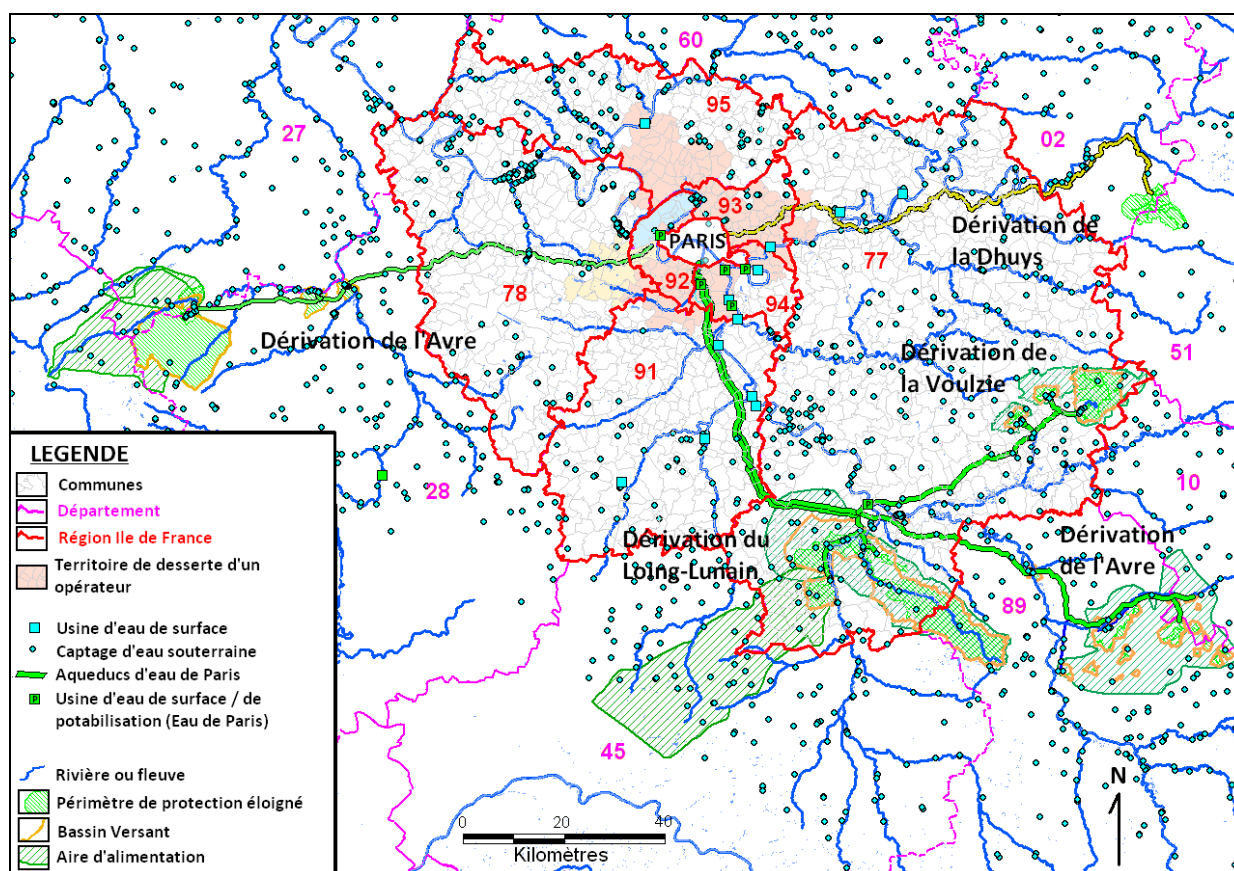 60
95
27
02
93
PARIS
Dérivation de
la Dhuys
77
92
94
78
Dérivation de l'Avre
Dérivation de
la Voulzie
51
91
LEGENDE
Communes
Département
Région Ile de France
Territoire de desserte d'un
opérateur
Usine d'eau de surface
Captage d'eau souterraine
Aqueducs d'eau de Paris
P
Usine d'eau de surface / de
potabilisation (Eau de Paris)
Rivière ou fleuve
Périmètre de protection éloigné
Bassin Versant
Aire d'alimentation
28
10
Dérivation du
Loing-Lunain
Dérivation
de l'Avre
89
45
N
0 20 40
Kilomètres
P
P
P
P
P
P